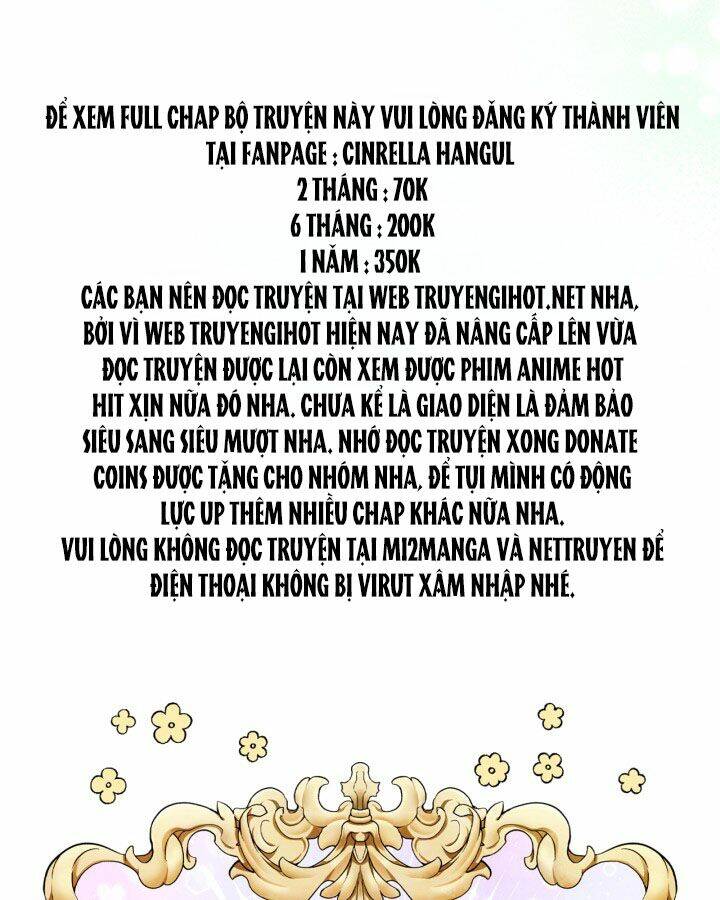 ĐỂ XEM FULL CHAP BỘ TRUYỆN NÀY VUI LÒNG ĐĂNG KÝ THÀNH VIÊN
TẠI FANPAGE : CINRELLA HANGUL
2 THÁNG : 70K
6 THÁNG : 200K
1 NĂM : 350K
CÁC BẠN NÊN ĐỌC TRUYỆN TẠI WEB TRUYENGIHOT.NET NHA,
BỞI VÌ WEB TRUYENGIHOT HIỆN NAY ĐÃ NÂNG CẤP LÊN VỪA
ĐỌC TRUYỆN ĐƯỢC LẠI CÒN XEM ĐƯỢC PHIM ANIME HOT
HIT XỊN NỮA ĐÓ NHA. CHƯA KỂ LÀ GIAO DIỆN LÀ ĐẢM BẢO
SIÊU SANG SIÊU MƯỢT NHA. NHỚ ĐỌC TRUYỆN XONG DONATE
COINS ĐƯỢC TẶNG CHO NHÓM NHA, ĐỂ TỤI MÌNH CÓ ĐỘNG
LỰC UP THÊM NHIỀU CHAP KHÁC NỮA NHA.
VUI LÒNG KHÔNG ĐỌC TRUYỆN TẠI MI2MANGA VÀ NETTRUYEN ĐỂ
ĐIỆN THOẠI KHÔNG BỊ VIRUT XÂM NHẬP NHÉ.